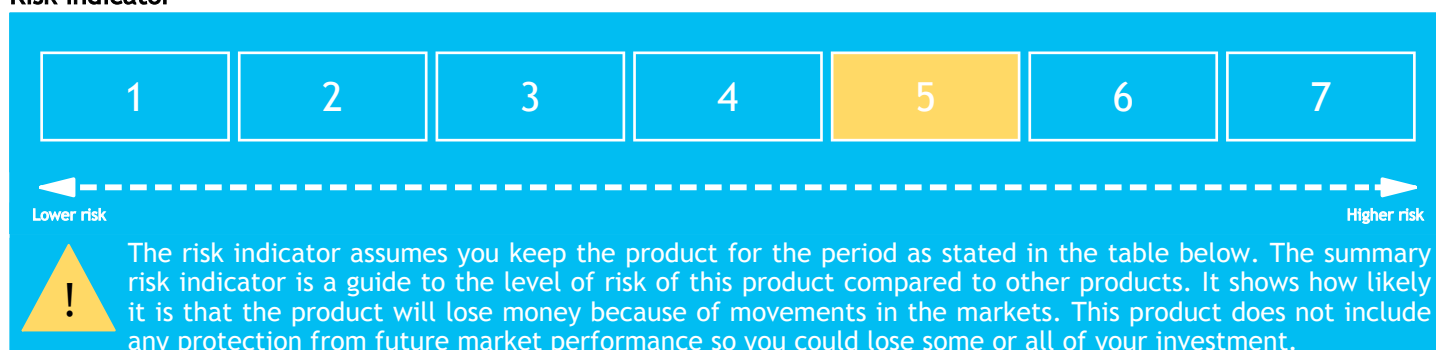 Risk indicator
1 2 3 4 5 6 7
Lower risk Higher risk
The risk indicator assumes you keep the product for the period as stated in the table below. The summary
! risk indicator is a guide to the level of risk of this product compared to other products. It shows how likely
it is that the product will lose money because of movements in the markets. This product does not include
any protection from future market performance so you could lose some or all of your investment.